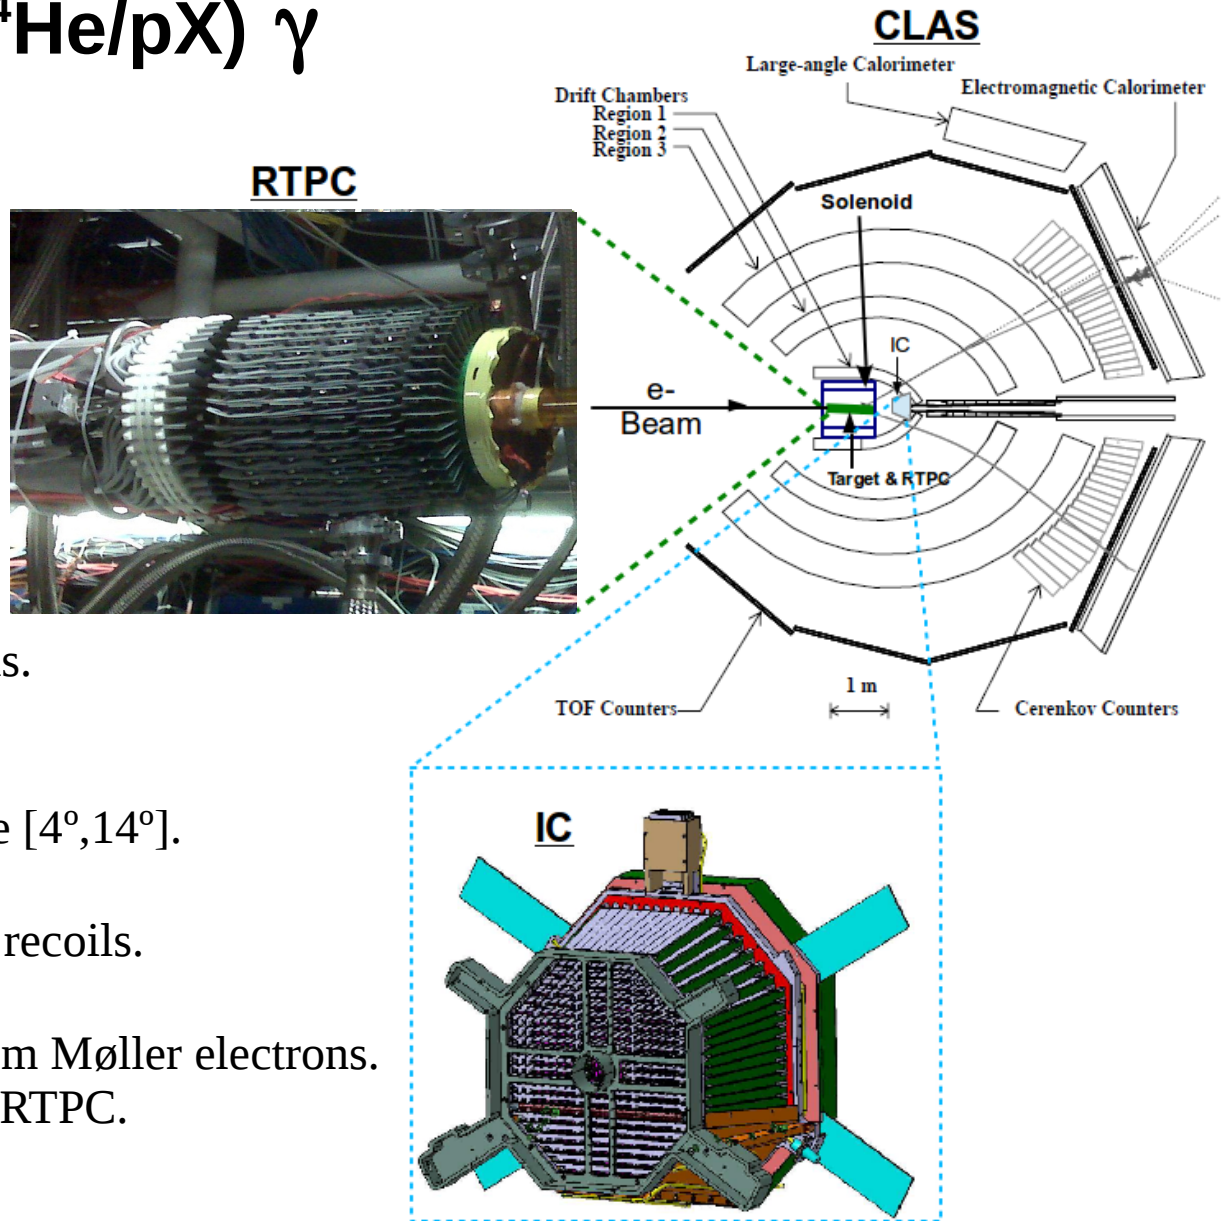 ⁴He/pX) γ
CLAS
Large-angle Calorimeter
Electromagnetic Calorimeter
Drift Chambers
Region 1
Region 2
Region 3
RTPC
Solenoid
IC
e-
Beam
Target & RTPC
s.
1 m
TOF Counters
Cerenkov Counters
e [4º,14º].
IC
recoils.
m Møller electrons.
RTPC.